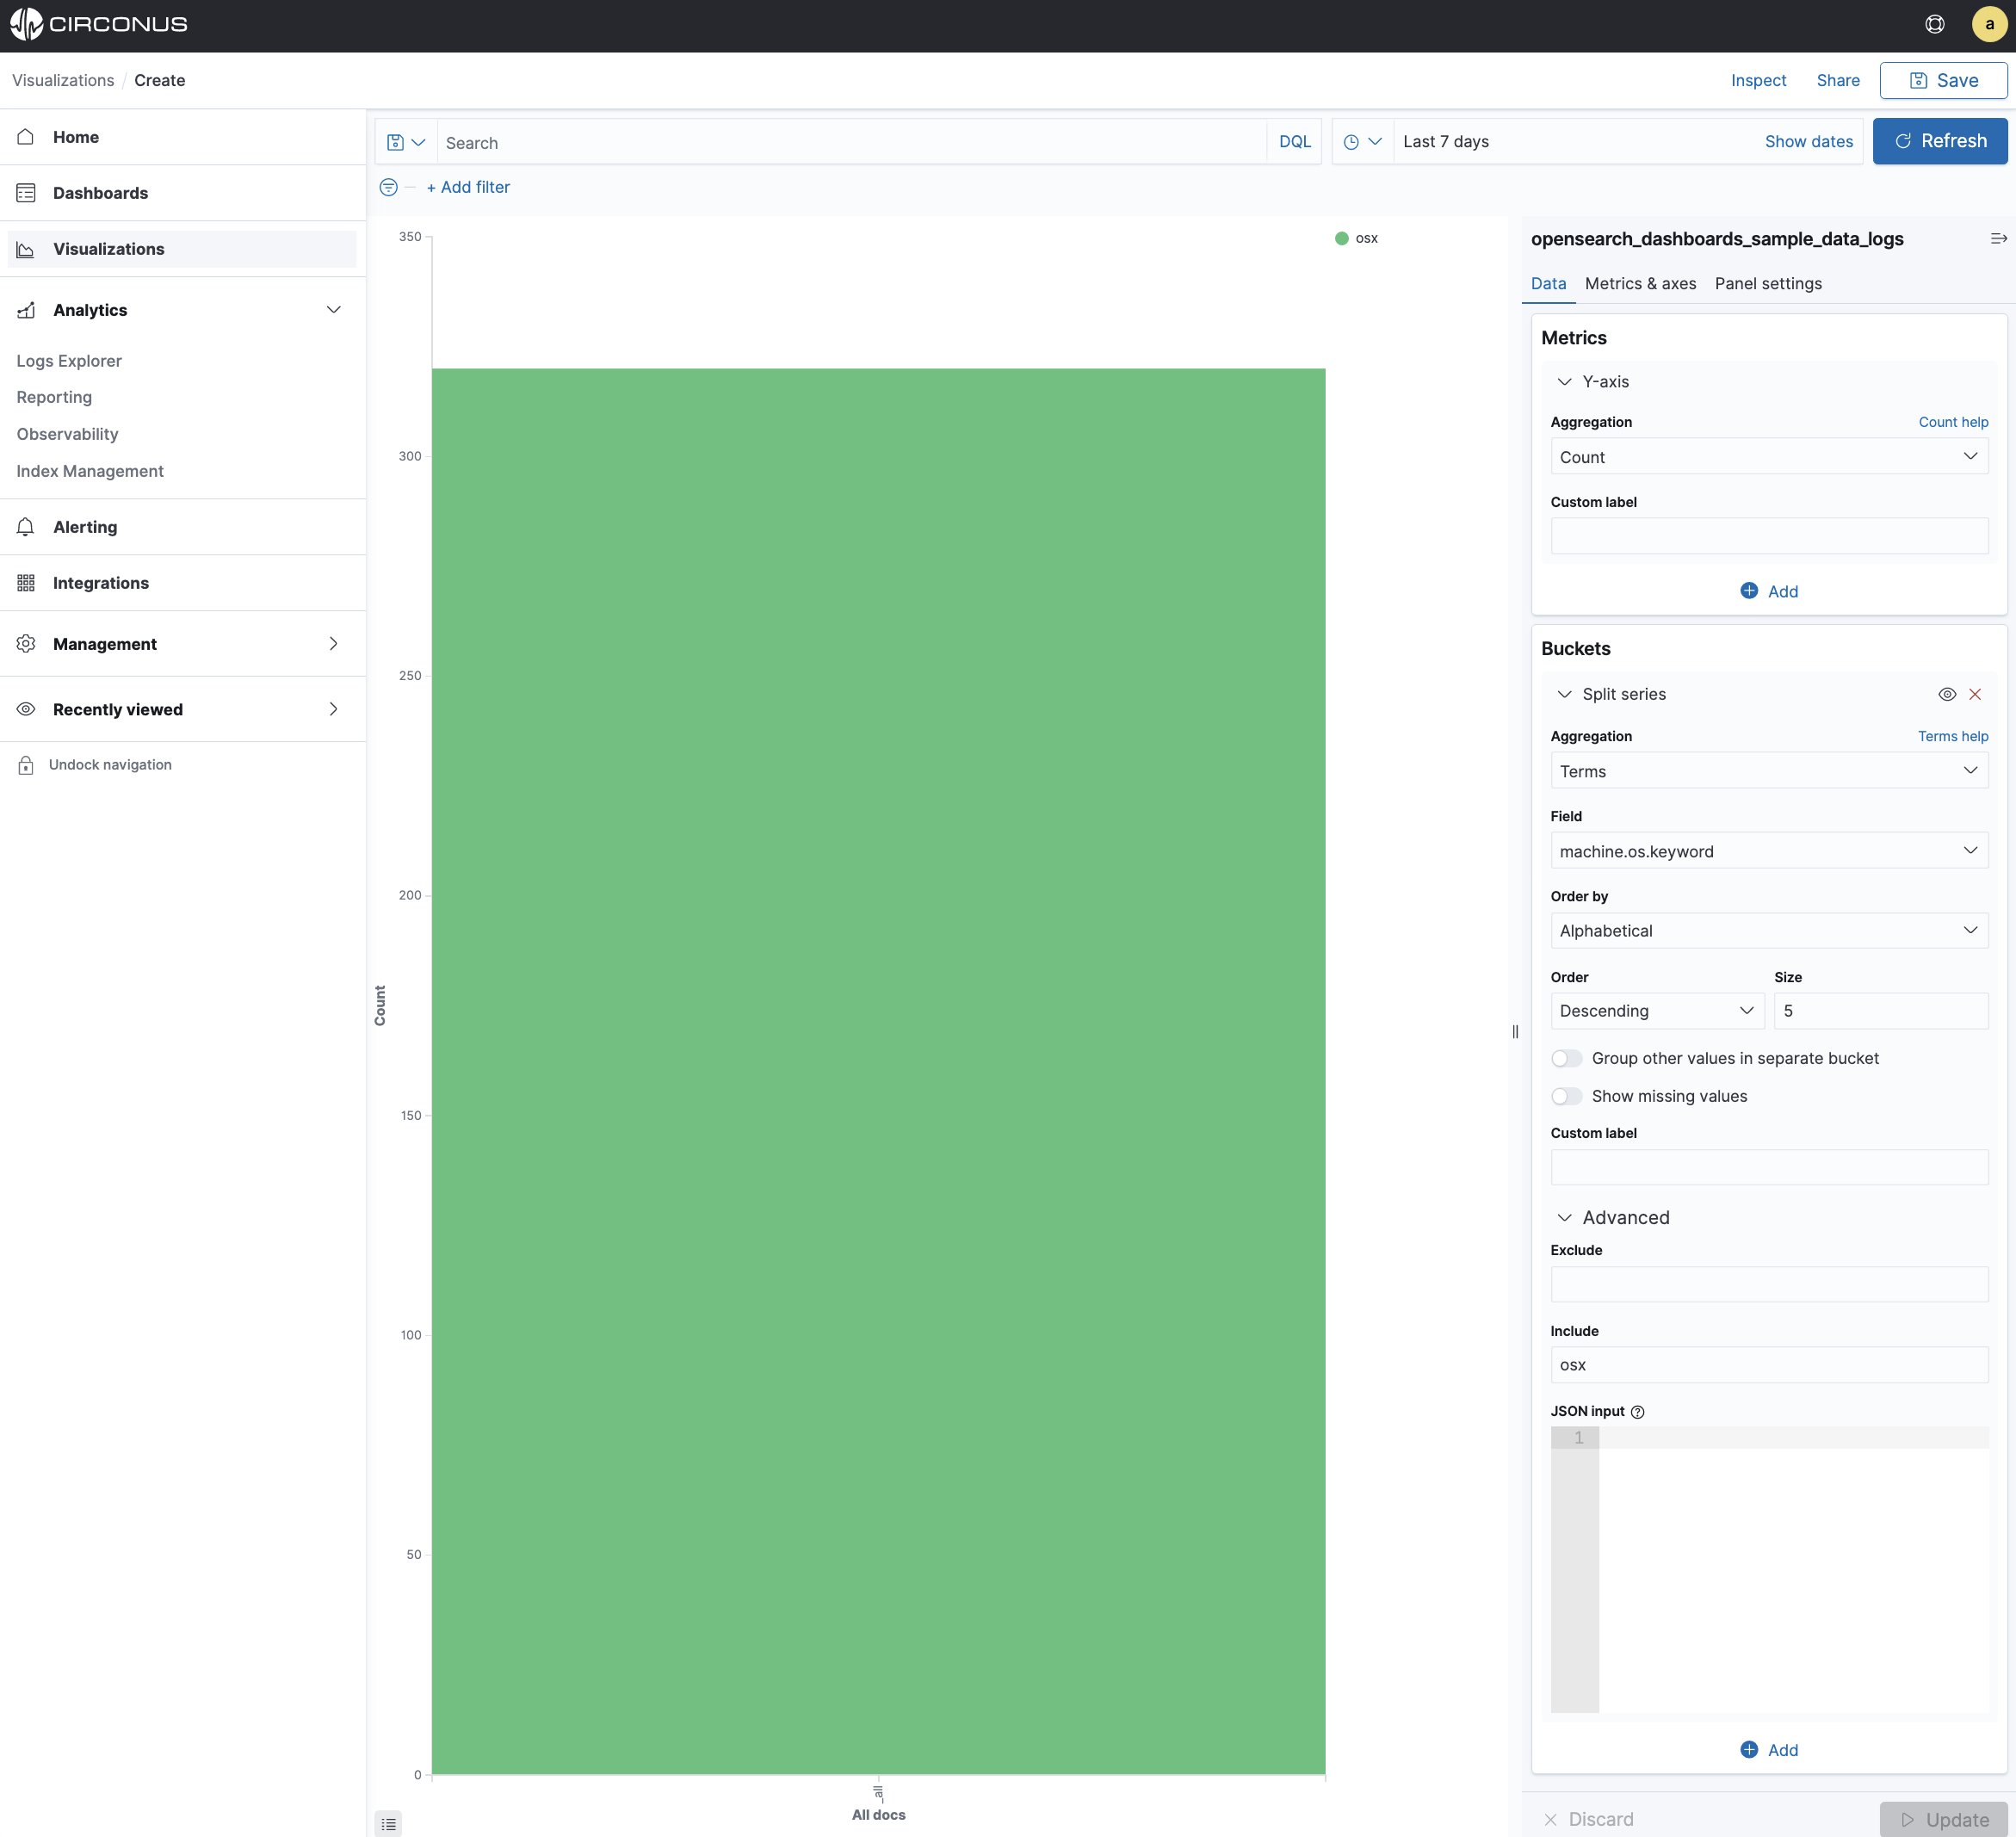 CIRCONUS
a
Visualizations / Create
Inspect
Share
Save
Home
Dashboards
Visualizations
Analytics
Logs Explorer
Reporting
Observability
Index Management
Alerting
Integrations
Management
Recently viewed
Undock navigation
Search
DQL
Last 7 days
Show dates
Refresh
+ Add filter
350
300
250
200
150
100
50
0
Count
_all
All docs
osx
opensearch_dashboards_sample_data_logs
Data
Metrics & axes
Panel settings
Metrics
Y-axis
Aggregation
Count help
Count
Custom label
Add
Buckets
Split series
Aggregation
Terms help
Terms
Field
machine.os.keyword
Order by
Alphabetical
Order
Size
Descending
5
Group other values in separate bucket
Show missing values
Custom label
Advanced
Exclude
Include
osx
JSON input
1
Add
Discard
Update